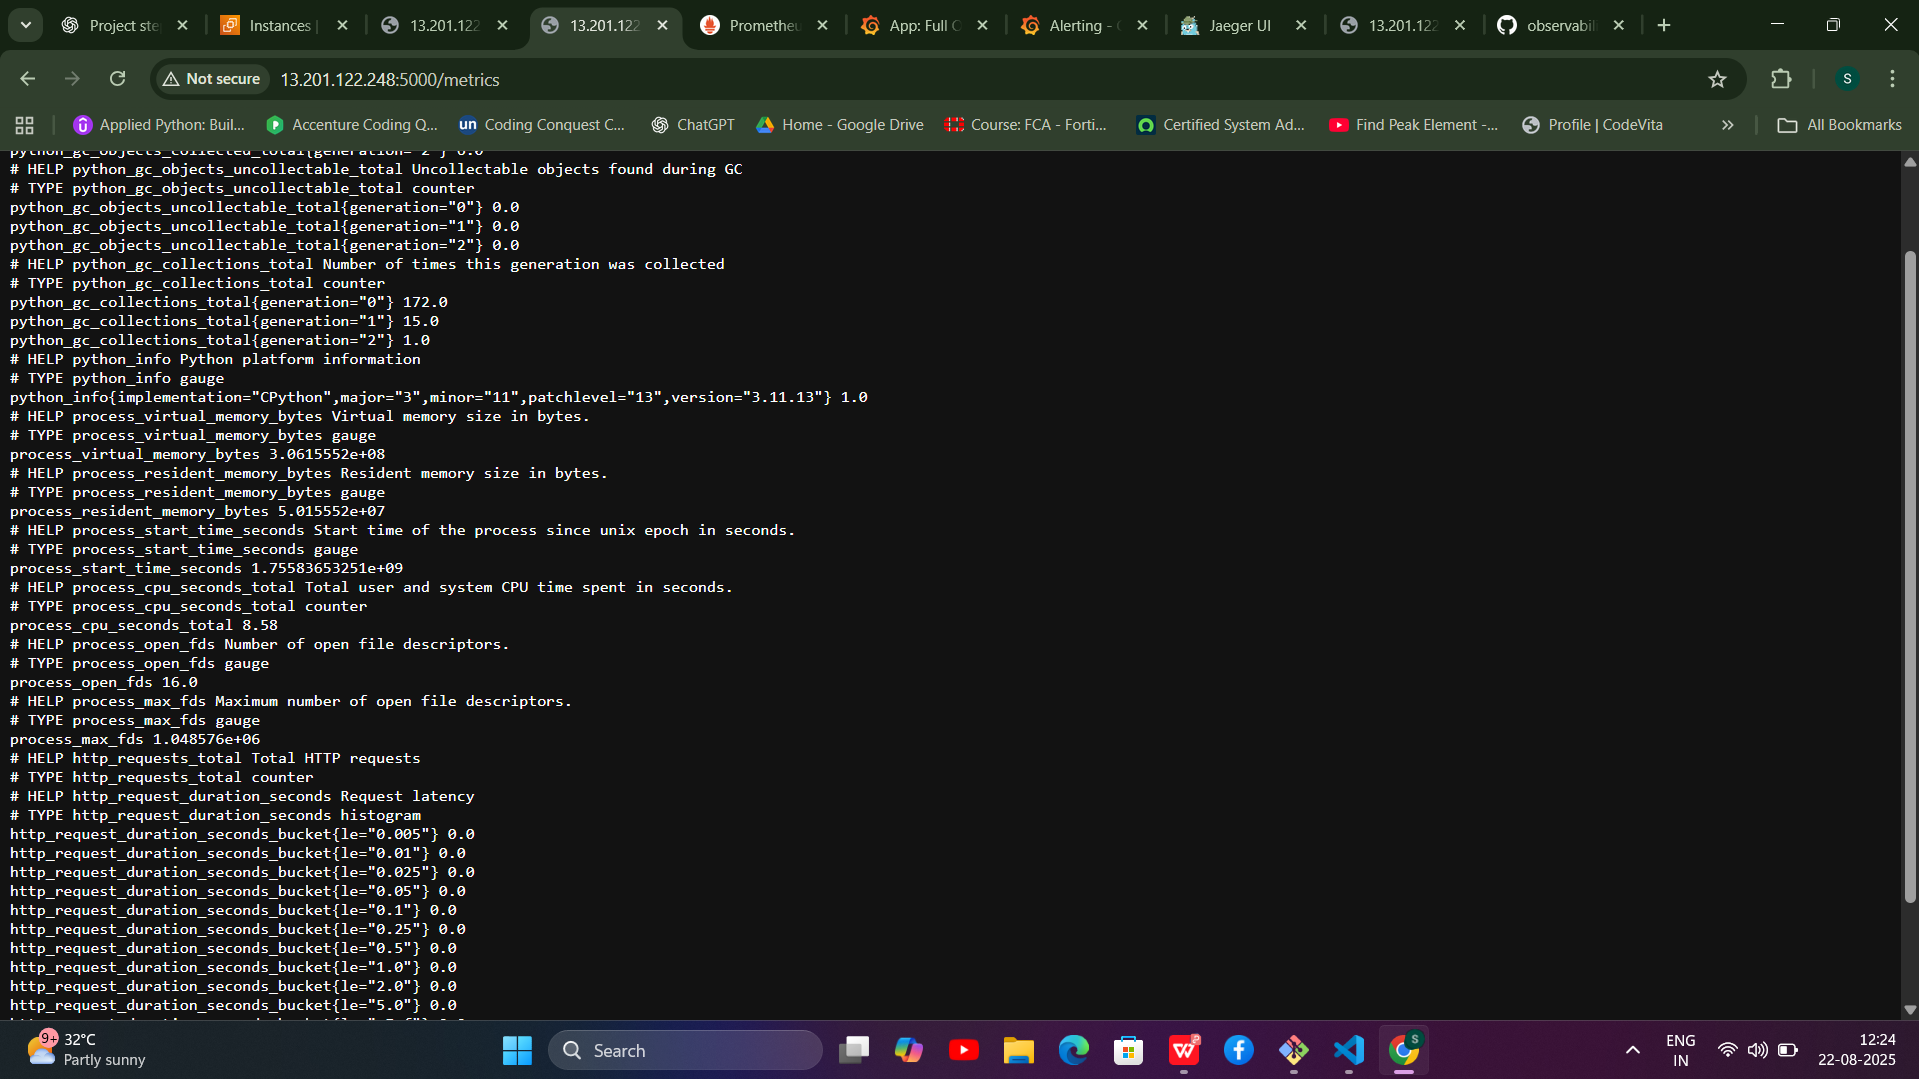 Project ste
Instances |
13.201.122
13.201.122
Prometheu
App: Full O
Alerting - G
Jaeger UI
13.201.122
observabil
Not secure
13.201.122.248:5000/metrics
S
Applied Python: Buil...
Accenture Coding Q...
un Coding Conquest C...
ChatGPT
Home - Google Drive
Course: FCA - Forti...
Certified System Ad...
Find Peak Element -...
Profile | CodeVita
»
All Bookmarks
python_gc_objects_collected_total{generation="2"} 0.0
# HELP python_gc_objects_uncollectable_total Uncollectable objects found during GC
# TYPE python_gc_objects_uncollectable_total counter
python_gc_objects_uncollectable_total{generation="0"} 0.0
python_gc_objects_uncollectable_total{generation="1"} 0.0
python_gc_objects_uncollectable_total{generation="2"} 0.0
# HELP python_gc_collections_total Number of times this generation was collected
# TYPE python_gc_collections_total counter
python_gc_collections_total{generation="0"} 172.0
python_gc_collections_total{generation="1"} 15.0
python_gc_collections_total{generation="2"} 1.0
# HELP python_info Python platform information
# TYPE python_info gauge
python_info{implementation="CPython",major="3",minor="11",patchlevel="13",version="3.11.13"} 1.0
# HELP process_virtual_memory_bytes Virtual memory size in bytes.
# TYPE process_virtual_memory_bytes gauge
process_virtual_memory_bytes 3.0615552e+08
# HELP process_resident_memory_bytes Resident memory size in bytes.
# TYPE process_resident_memory_bytes gauge
process_resident_memory_bytes 5.015552e+07
# HELP process_start_time_seconds Start time of the process since unix epoch in seconds.
# TYPE process_start_time_seconds gauge
process_start_time_seconds 1.75583653251e+09
# HELP process_cpu_seconds_total Total user and system CPU time spent in seconds.
# TYPE process_cpu_seconds_total counter
process_cpu_seconds_total 8.58
# HELP process_open_fds Number of open file descriptors.
# TYPE process_open_fds gauge
process_open_fds 16.0
# HELP process_max_fds Maximum number of open file descriptors.
# TYPE process_max_fds gauge
process_max_fds 1.048576e+06
# HELP http_requests_total Total HTTP requests
# TYPE http_requests_total counter
# HELP http_request_duration_seconds Request latency
# TYPE http_request_duration_seconds histogram
http_request_duration_seconds_bucket{le="0.005"} 0.0
http_request_duration_seconds_bucket{le="0.01"} 0.0
http_request_duration_seconds_bucket{le="0.025"} 0.0
http_request_duration_seconds_bucket{le="0.05"} 0.0
http_request_duration_seconds_bucket{le="0.1"} 0.0
http_request_duration_seconds_bucket{le="0.25"} 0.0
http_request_duration_seconds_bucket{le="0.5"} 0.0
http_request_duration_seconds_bucket{le="1.0"} 0.0
http_request_duration_seconds_bucket{le="2.0"} 0.0
http_request_duration_seconds_bucket{le="5.0"} 0.0
9+
32°C
Partly sunny
Search
ENG
IN
12:24
22-08-2025